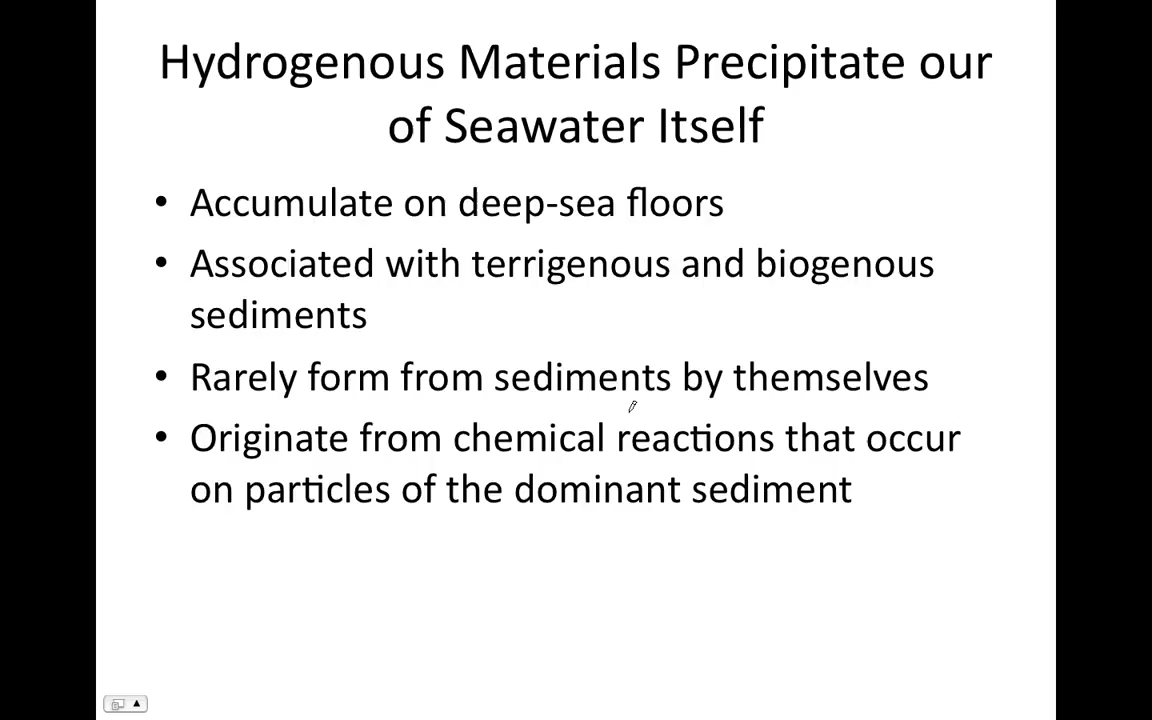 Hydrogenous Materials Precipitate our
of Seawater Itself
• Accumulate on deep-sea floors
• Associated with terrigenous and biogenous
sediments
• Rarely form from sediments by themselves
• Originate from chemical reactions that occur
on particles of the dominant sediment